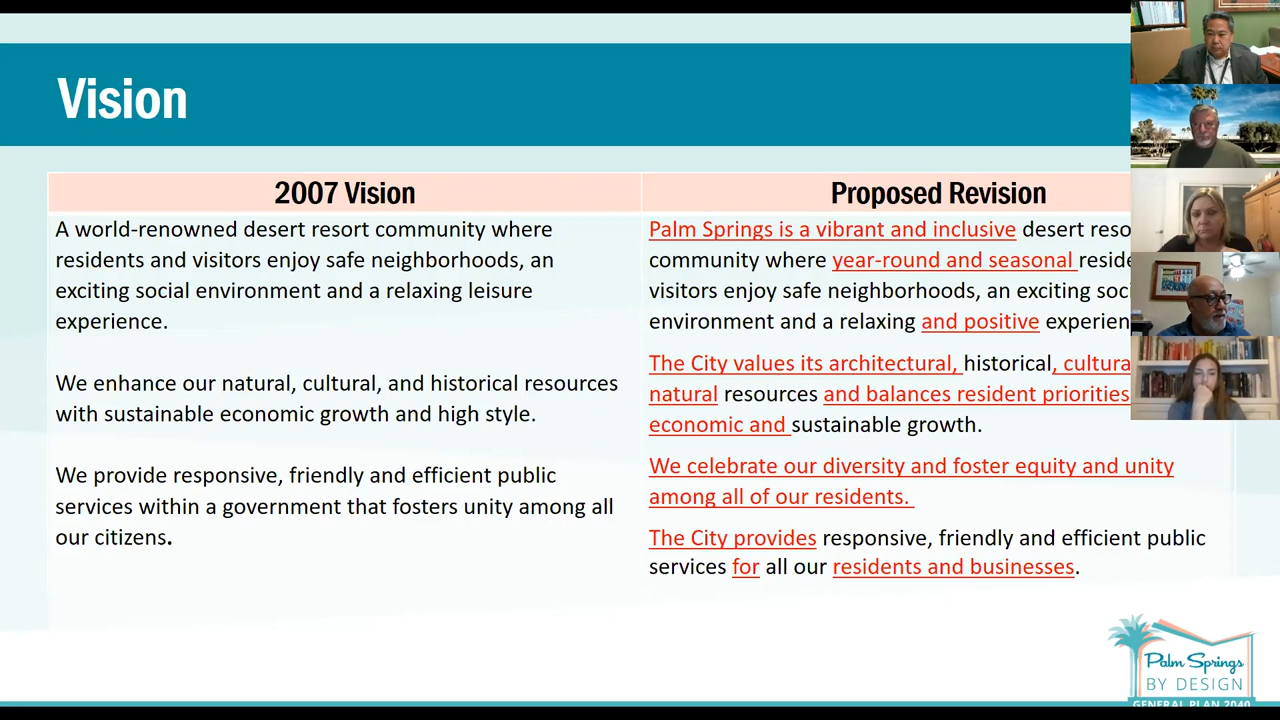 Vision
2007 Vision
A world-renowned desert resort community where
residents and visitors enjoy safe neighborhoods, an
exciting social environment and a relaxing leisure
experience.
We enhance our natural, cultural, and historical resources
with sustainable economic growth and high style.
We provide responsive, friendly and efficient public
services within a government that fosters unity among all
our citizens.
Proposed Revision
Palm Springs is a vibrant and inclusive desert
community where year-round and seasonal
visitors enjoy safe neighborhoods, an exciting
environment and a relaxing and positive
The City values its architectural, historical,
natural resources and balances resident priorities
economic and sustainable growth.
We celebrate our diversity and foster equity and unity
among all of our residents.
The City provides responsive, friendly and efficient public
services for all our residents and businesses.
Palm Springs
BY DESIGN
GENERAL PLAN 2040